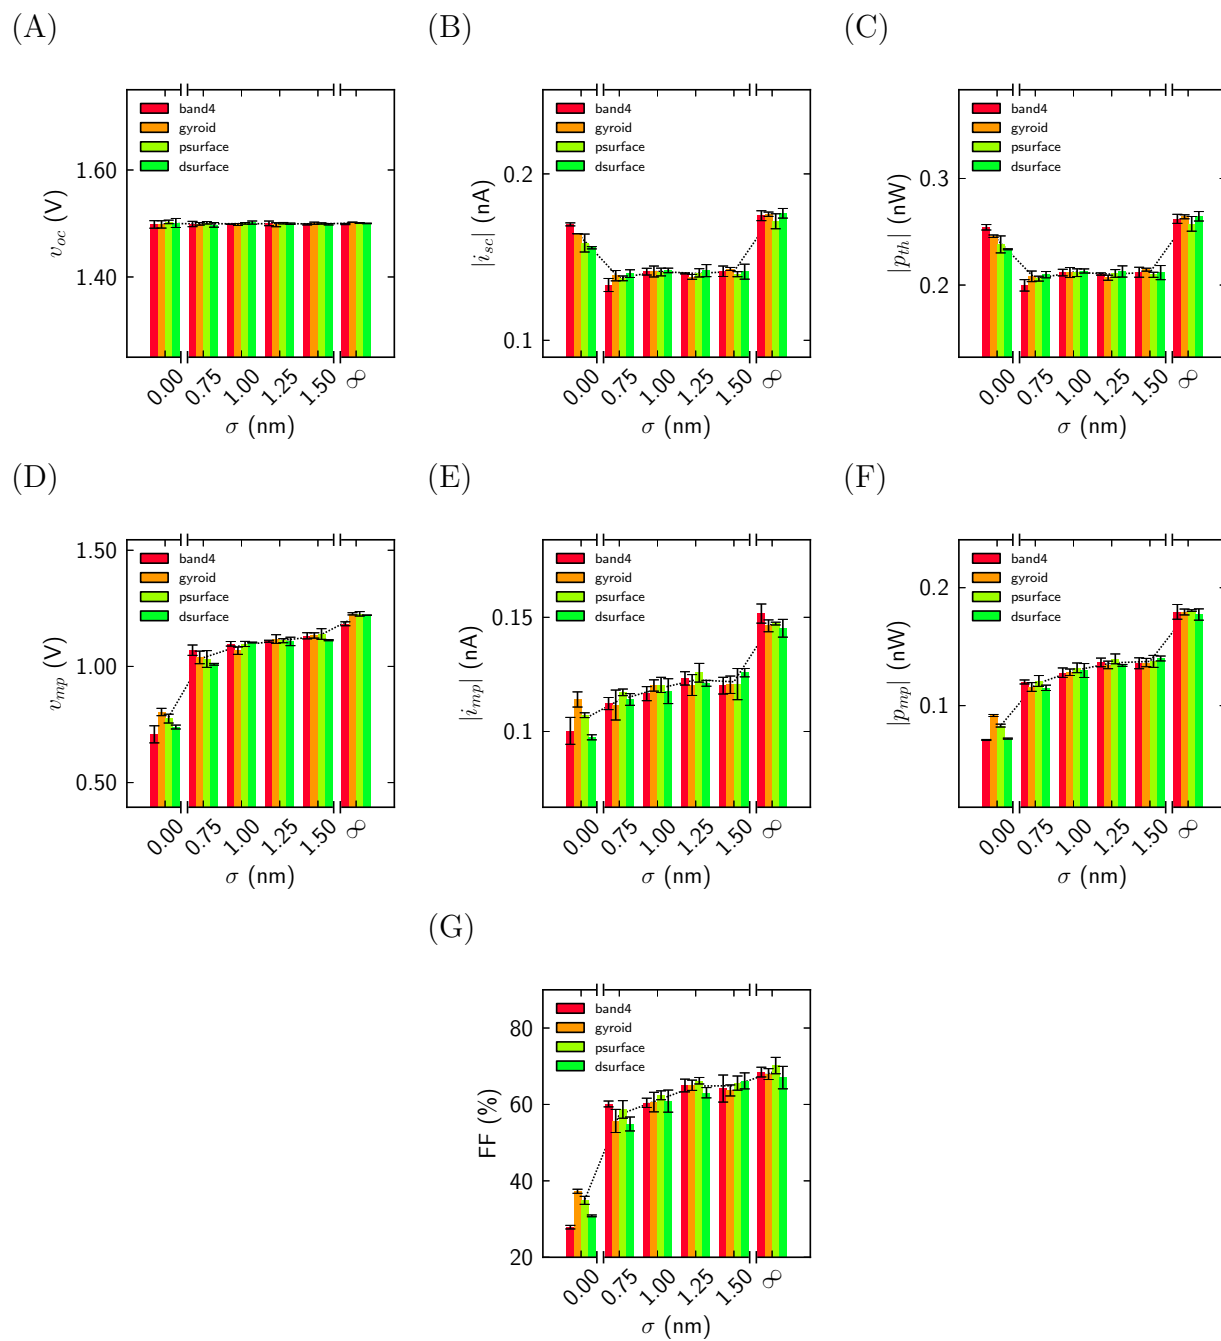 (A)
v_oc (V)
1.60
1.40
band4
gyroid
psurface
dsurface
0.00 0.75 1.00 1.25 1.50 ∞
σ (nm)
(B)
|i_sc| (nA)
0.2
0.1
band4
gyroid
psurface
dsurface
0.00 0.75 1.00 1.25 1.50 ∞
σ (nm)
(C)
|p_th| (nW)
0.3
0.2
band4
gyroid
psurface
dsurface
0.00 0.75 1.00 1.25 1.50 ∞
σ (nm)
(D)
v_mp (V)
1.50
1.00
0.50
band4
gyroid
psurface
dsurface
0.00 0.75 1.00 1.25 1.50 ∞
σ (nm)
(E)
|i_mp| (nA)
0.15
0.1
band4
gyroid
psurface
dsurface
0.00 0.75 1.00 1.25 1.50 ∞
σ (nm)
(F)
|p_mp| (nW)
0.2
0.1
band4
gyroid
psurface
dsurface
0.00 0.75 1.00 1.25 1.50 ∞
σ (nm)
(G)
FF (%)
80
60
40
20
band4
gyroid
psurface
dsurface
0.00 0.75 1.00 1.25 1.50 ∞
σ (nm)